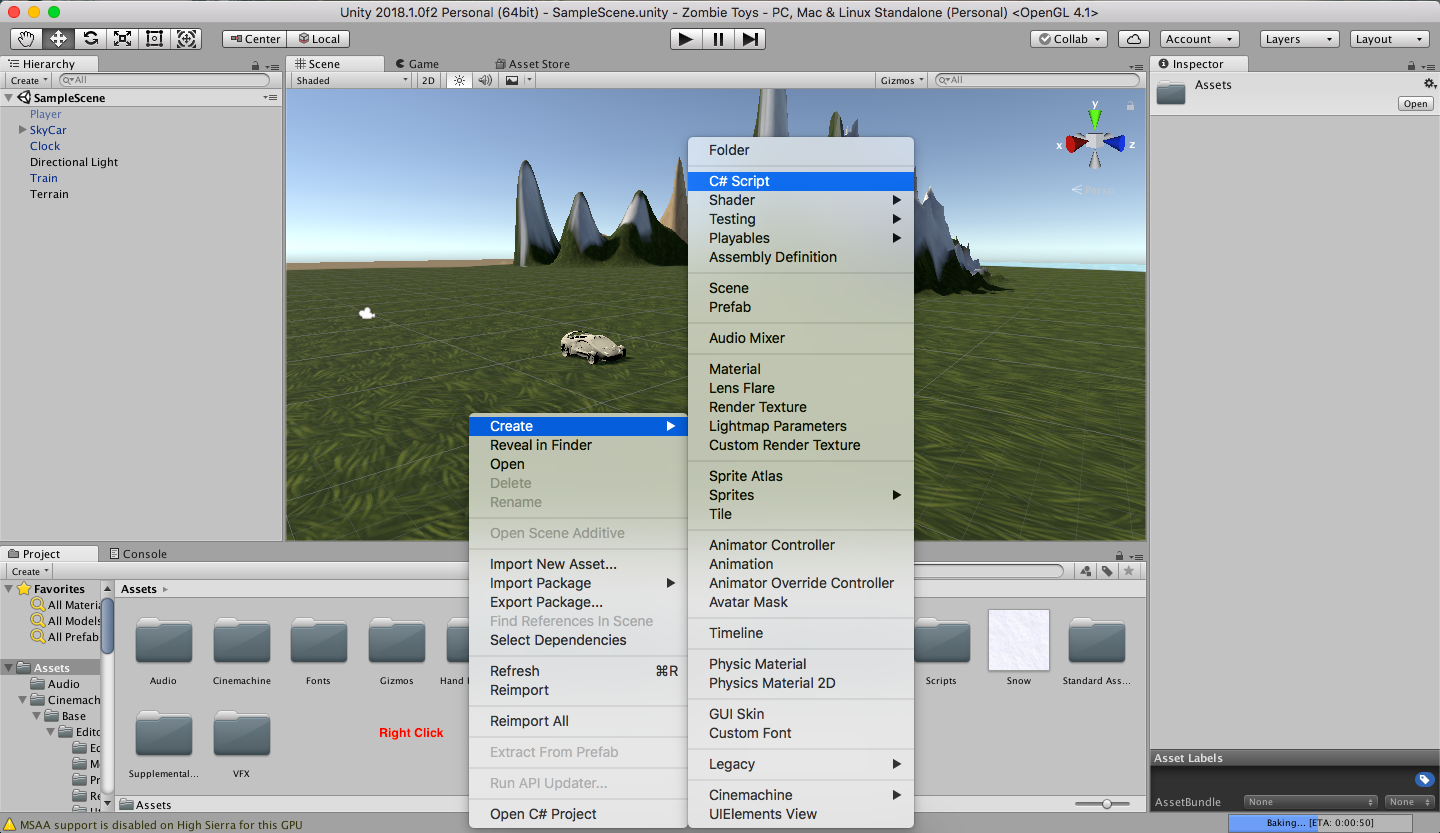 Unity 2018.1.0f2 Personal (64bit) - SampleScene.unity - Zombie Toys - PC, Mac & Linux Standalone (Personal) <OpenGL 4.1>
Center Local
Collab Account Layers Layout
Hierarchy
Create All
SampleScene
Player
SkyCar
Clock
Directional Light
Train
Terrain
Scene Game Asset Store
Shaded 2D Gizmos All
y
x z
Persp
Inspector
Assets
Open
Folder
C# Script
Shader
Testing
Playables
Assembly Definition
Scene
Prefab
Audio Mixer
Material
Lens Flare
Render Texture
Lightmap Parameters
Custom Render Texture
Sprite Atlas
Sprites
Tile
Animator Controller
Animation
Animator Override Controller
Avatar Mask
Timeline
Physic Material
Physics Material 2D
GUI Skin
Custom Font
Legacy
Cinemachine
UIElements View
Create
Reveal in Finder
Open
Delete
Rename
Open Scene Additive
Import New Asset...
Import Package
Export Package...
Find References In Scene
Select Dependencies
Refresh ⌘R
Reimport
Reimport All
Extract From Prefab
Run API Updater...
Open C# Project
Project Console
Create
Favorites
All Materia
All Models
All Prefab
Assets
Audio
Cinemach
Base
Edito
Ed
Me
Pr
Re
Assets
Audio Cinemachine Fonts Gizmos Hand Scripts Snow Standard Ass...
Supplemental... VFX
Right Click
Assets
Asset Labels
AssetBundle None None
MSAA support is disabled on High Sierra for this GPU
Baking... [ETA: 0:00:50]